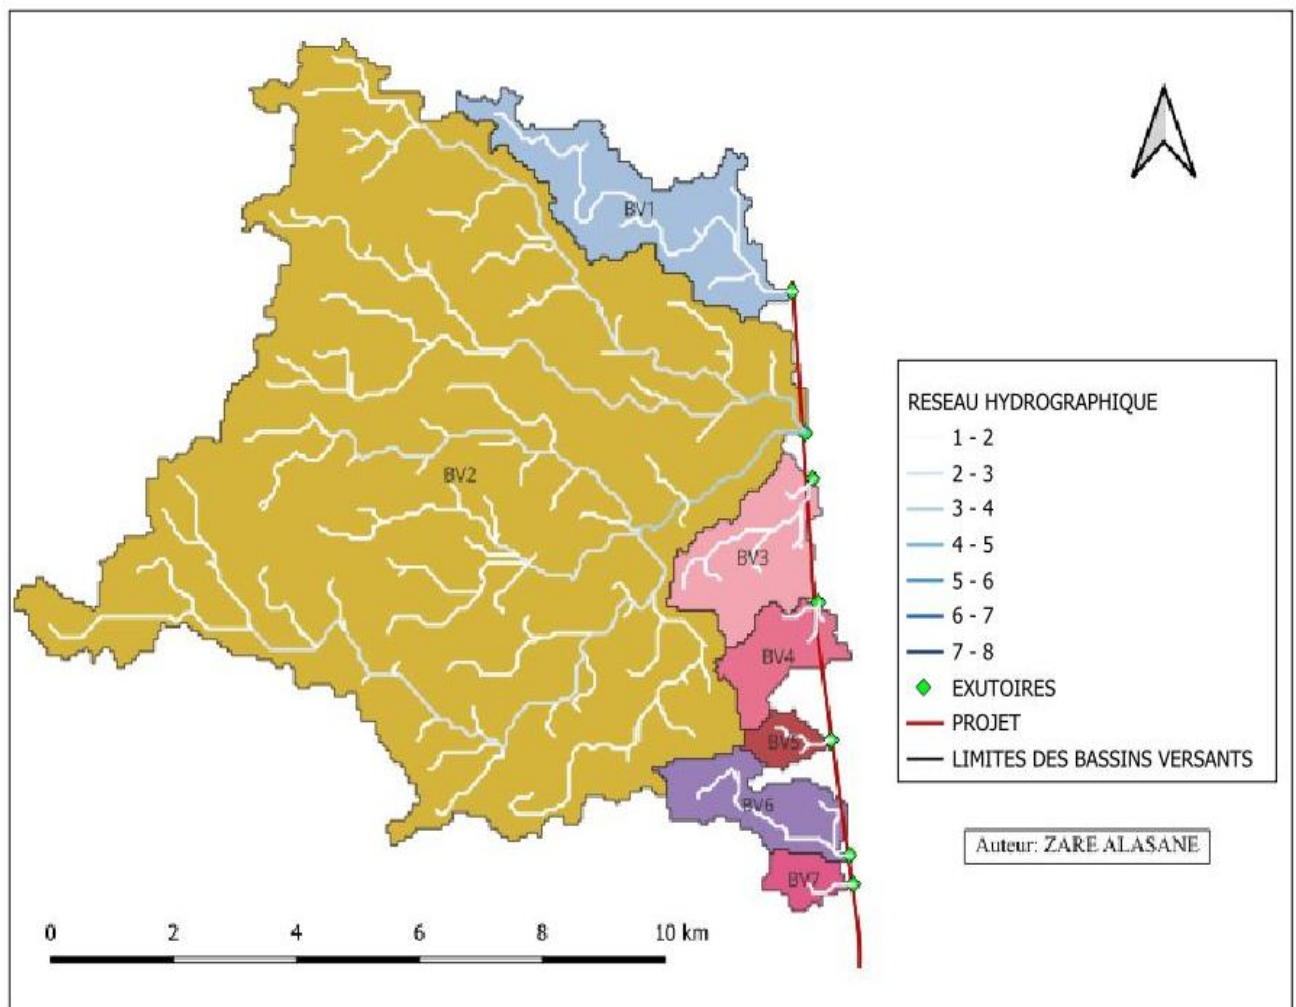 BV1
BV2
BV3
BV4
BV5
BV6
BV7
RESEAU HYDROGRAPHIQUE
1 - 2
2 - 3
3 - 4
4 - 5
5 - 6
6 - 7
7 - 8
EXUTOIRES
PROJET
LIMITES DES BASSINS VERSANTS
Auteur: ZARE ALASANE
0 2 4 6 8 10 km